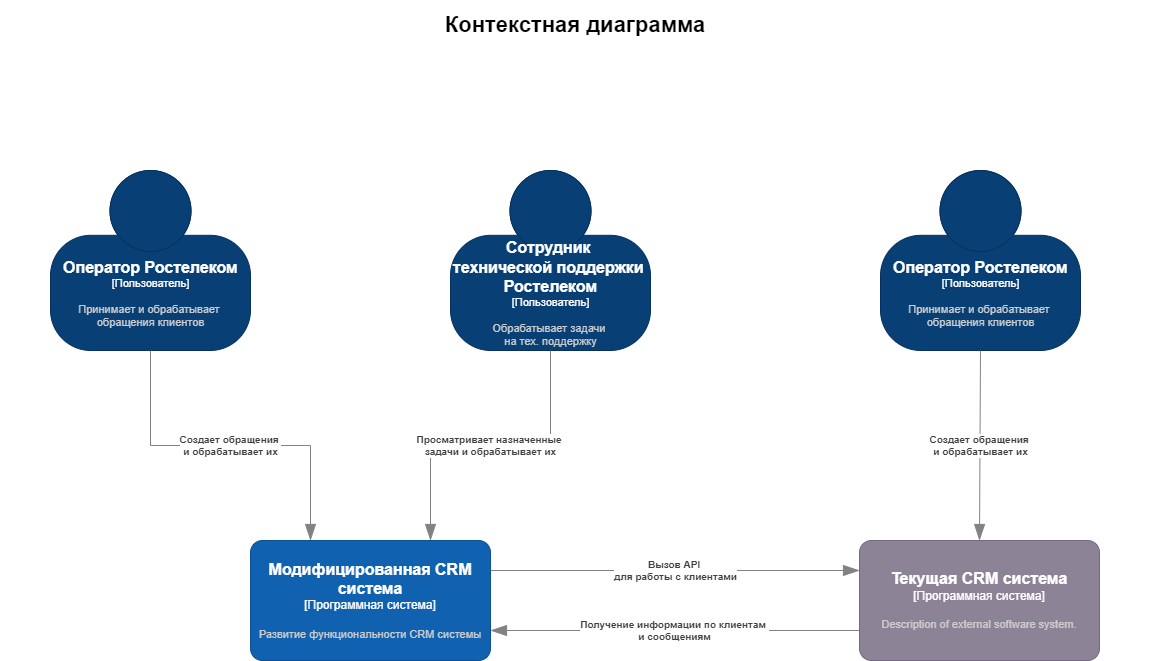 Контекстная диаграмма
Оператор Ростелеком
[Пользователь]
Принимает и обрабатывает
обращения клиентов
Сотрудник
технической поддержки
Ростелеком
[Пользователь]
Обрабатывает задачи
на тех. поддержку
Оператор Ростелеком
[Пользователь]
Принимает и обрабатывает
обращения клиентов
Создает обращения
и обрабатывает их
Просматривает назначенные
задачи и обрабатывает их
Создает обращения
и обрабатывает их
Модифицированная CRM
система
[Программная система]
Развитие функциональности CRM системы
Вызов API
для работы с клиентами
Получение информации по клиентам
и сообщениям
Текущая CRM система
[Программная система]
Description of external software system.